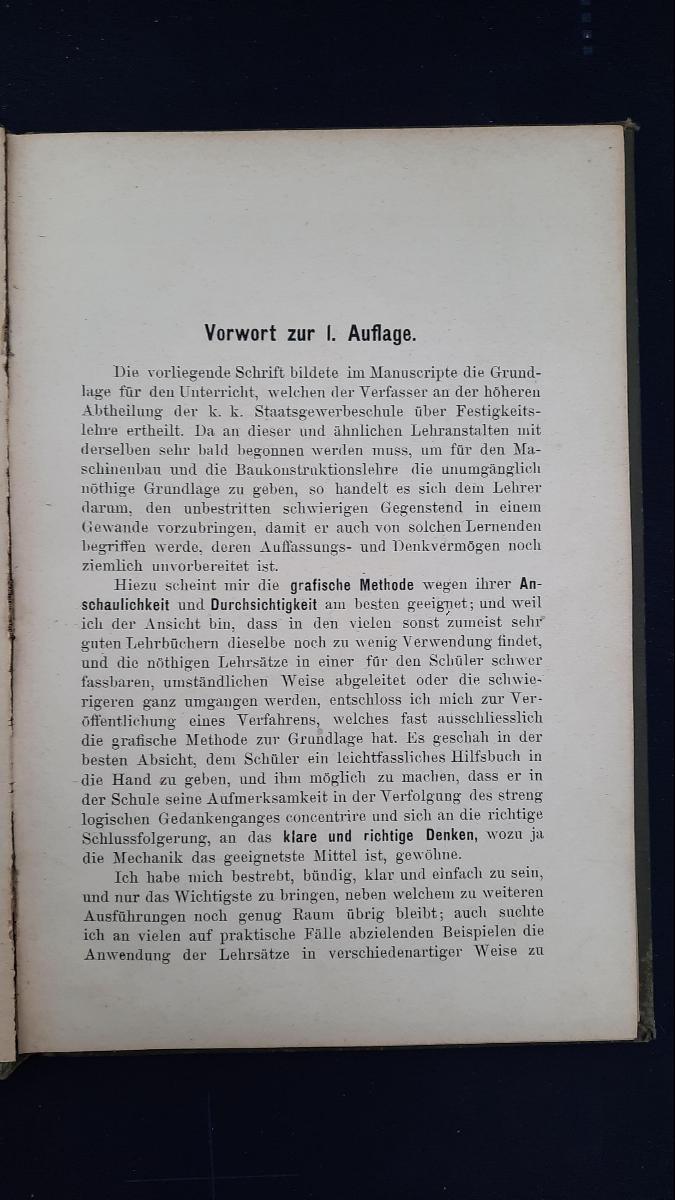 Vorwort zur I. Auflage.
Die vorliegende Schrift bildete im Manuscripte die Grund-
lage für den Unterricht, welchen der Verfasser an der höheren
Abtheilung der k. k. Staatsgewerbeschule über Festigkeits-
lehre ertheilt. Da an dieser und ähnlichen Lehranstalten mit
derselben sehr bald begonnen werden muss, um für den Ma-
schinenbau und die Baukonstruktionslehre die unumgänglich
nöthige Grundlage zu geben, so handelt es sich dem Lehrer
darum, den unbestritten schwierigen Gegenstend in einem
Gewande vorzubringen, damit er auch von solchen Lernenden
begriffen werde, deren Auffassungs- und Denkvermögen noch
ziemlich unvorbereitet ist.
Hiezu scheint mir die grafische Methode wegen ihrer An-
schaulichkeit und Durchsichtigkeit am besten geeignet; und weil
ich der Ansicht bin, dass in den vielen sonst zumeist sehr
guten Lehrbüchern dieselbe noch zu wenig Verwendung findet,
und die nöthigen Lehrsätze in einer für den Schüler schwer
fassbaren, umständlichen Weise abgeleitet oder die schwie-
rigeren ganz umgangen werden, entschloss ich mich zur Ver-
öffentlichung eines Verfahrens, welches fast ausschliesslich
die grafische Methode zur Grundlage hat. Es geschah in der
besten Absicht, dem Schüler ein leichtfassliches Hilfsbuch in
die Hand zu geben, und ihm möglich zu machen, dass er in
der Schule seine Aufmerksamkeit in der Verfolgung des streng
logischen Gedankenganges concentrire und sich an die richtige
Schlussfolgerung, an das klare und richtige Denken, wozu ja
die Mechanik das geeignetste Mittel ist, gewöhne.
Ich habe mich bestrebt, bündig, klar und einfach zu sein,
und nur das Wichtigste zu bringen, neben welchem zu weiteren
Ausführungen noch genug Raum übrig bleibt; auch suchte
ich an vielen auf praktische Fälle abzielenden Beispielen die
Anwendung der Lehrsätze in verschiedenartiger Weise zu